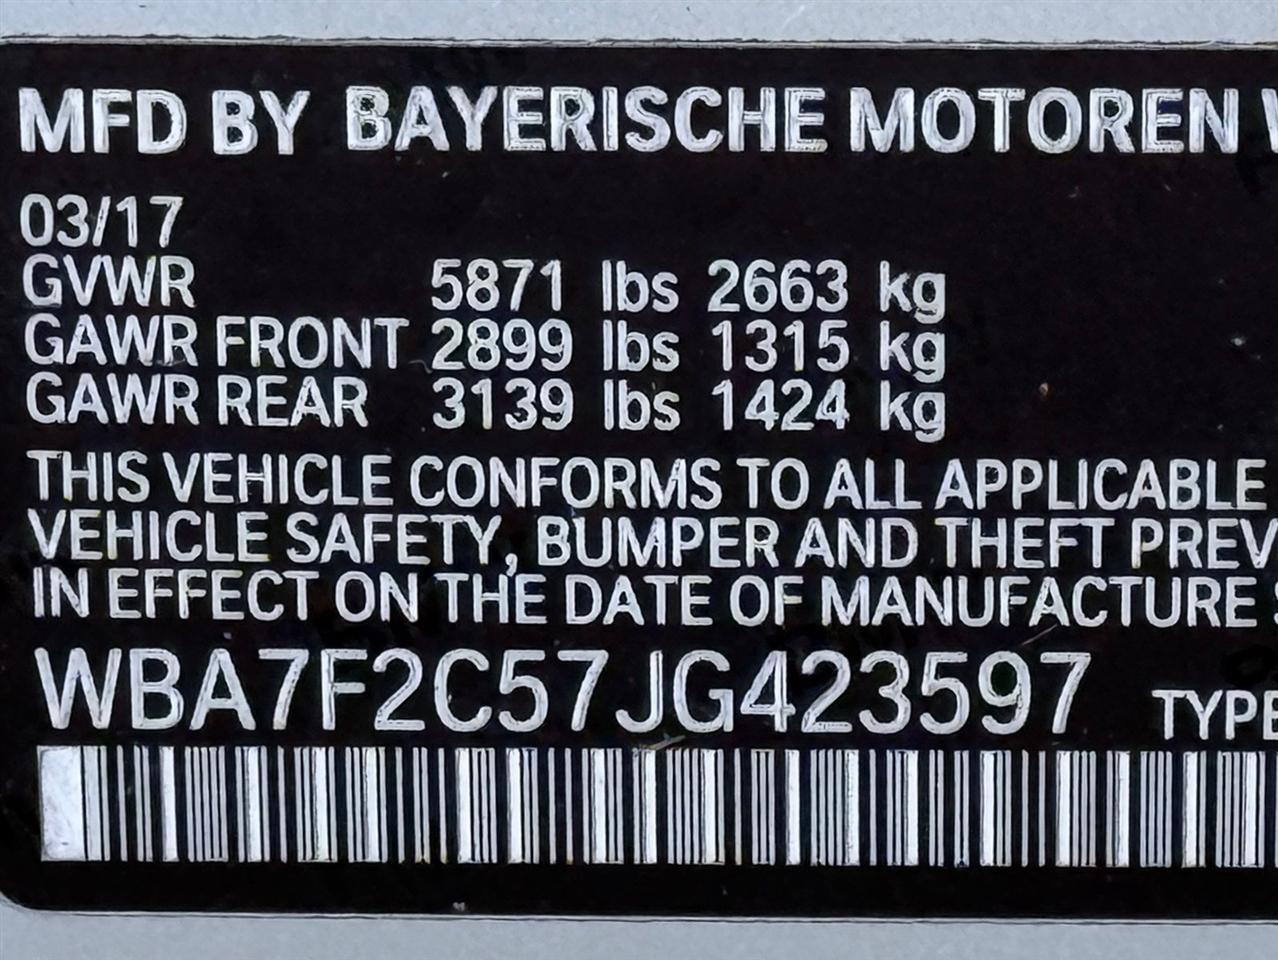 MFD BY BAYERISCHE MOTOREN
03/17
GVWR 5871 lbs 2663 kg
GAWR FRONT 2899 lbs 1315 kg
GAWR REAR 3139 lbs 1424 kg
THIS VEHICLE CONFORMS TO ALL APPLICABLE
VEHICLE SAFETY, BUMPER AND THEFT PREV
IN EFFECT ON THE DATE OF MANUFACTURE
WBA7F2C57JG423597 TYPE